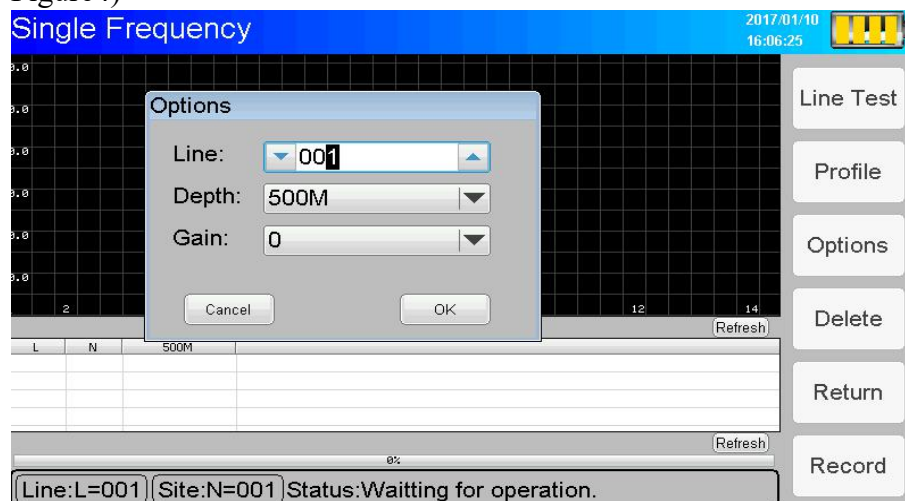 Single Frequency
2017/01/10
16:06:25
Options
Line: 001
Depth: 500M
Gain: 0
Cancel OK
2 12 14
Refresh
L N 500M
Refresh
0%
Line:L=001 Site:N=001 Status:Waitting for operation.
Line Test
Profile
Options
Delete
Return
Record